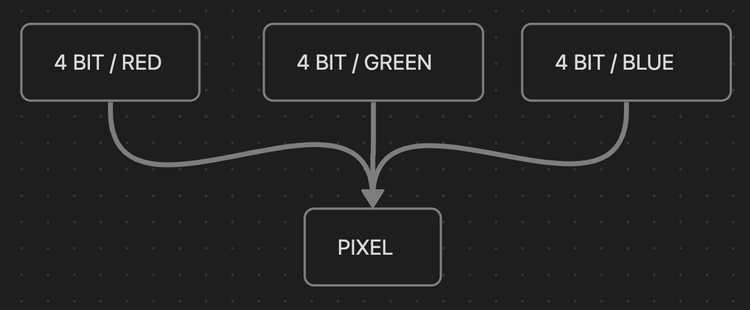 4 BIT / RED
4 BIT / GREEN
4 BIT / BLUE
PIXEL